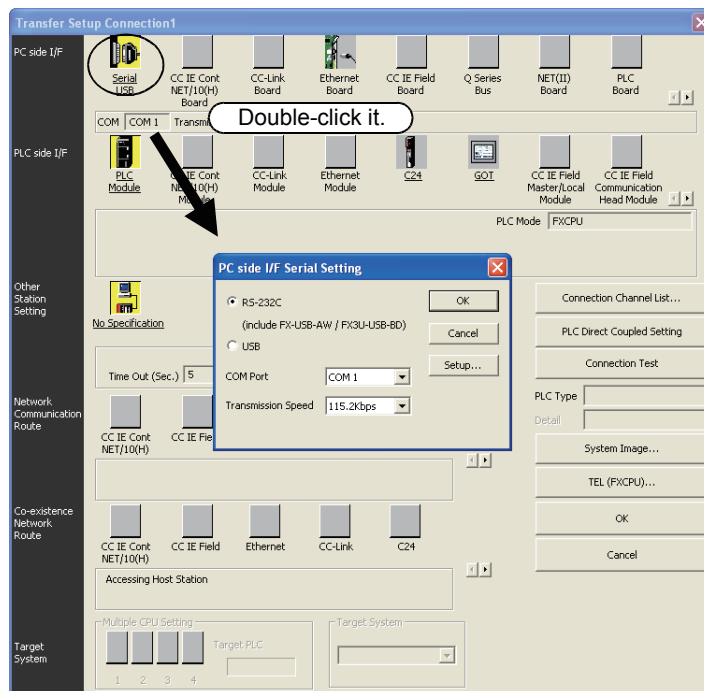 Transfer Setup Connection1
PC side I/F
Serial
USB
CC IE Cont
NET/10(H)
Board
CC-Link
Board
Ethernet
Board
CC IE Field
Board
Q Series
Bus
NET(II)
Board
PLC
Board
COM
COM 1
Double-click it.
PLC side I/F
PLC
Module
CC IE Cont
CC-Link
Module
Ethernet
Module
C24
GOT
CC IE Field
Master/Local
Module
CC IE Field
Communication
Head Module
PLC Mode
FXCPU
PC side I/F Serial Setting
RS-232C
(include FX-USB-AW / FX3U-USB-BD)
USB
COM Port
COM 1
Transmission Speed
115.2Kbps
OK
Cancel
Setup...
Other
Station
Setting
No Specification
Time Out (Sec.)
5
Connection Channel List...
PLC Direct Coupled Setting
Connection Test
PLC Type
Detail
System Image...
TEL (FXCPU)...
OK
Cancel
Network
Communication
Route
CC IE Cont
NET/10(H)
CC IE Fie
Co-existence
Network
Route
CC IE Cont
NET/10(H)
CC IE Field
Ethernet
CC-Link
C24
Accessing Host Station
Target
System
Multiple CPU Setting
1 2 3 4
Target PLC
Target System